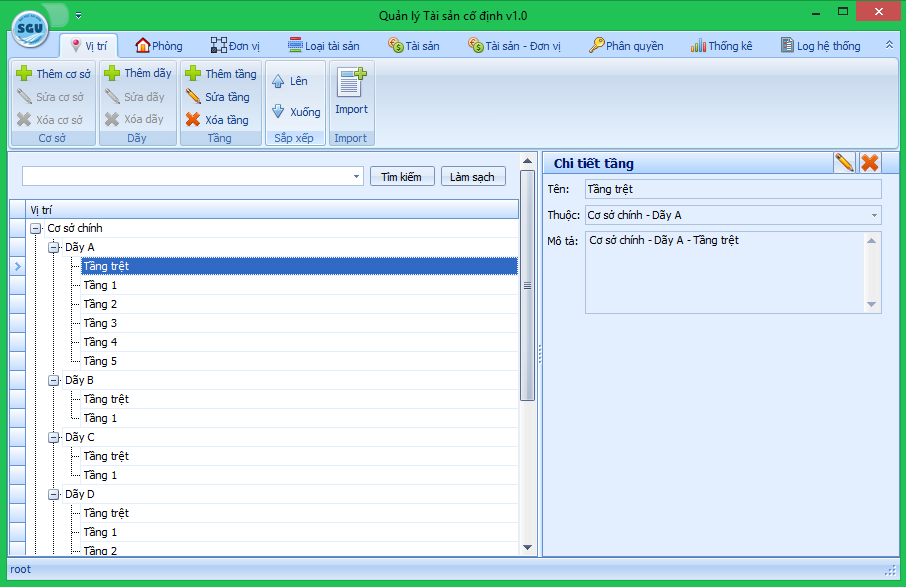 Quản lý Tài sản cố định v1.0
SGU
Vị trí Phòng Đơn vị Loại tài sản Tài sản Tài sản - Đơn vị Phân quyền Thống kê Log hệ thống
Thêm cơ sở Thêm dãy Thêm tầng Lên
Sửa cơ sở Sửa dãy Sửa tầng Import
Xóa cơ sở Xóa dãy Xóa tầng Xuống
Cơ sở Dãy Tầng Sắp xếp Import
Tìm kiếm Làm sạch
Vị trí
Cơ sở chính
Dãy A
Tầng trệt
Tầng 1
Tầng 2
Tầng 3
Tầng 4
Tầng 5
Dãy B
Tầng trệt
Tầng 1
Dãy C
Tầng trệt
Tầng 1
Dãy D
Tầng trệt
Tầng 1
Tầng 2
Chi tiết tầng
Tên: Tầng trệt
Thuộc: Cơ sở chính - Dãy A
Mô tả: Cơ sở chính - Dãy A - Tầng trệt
root